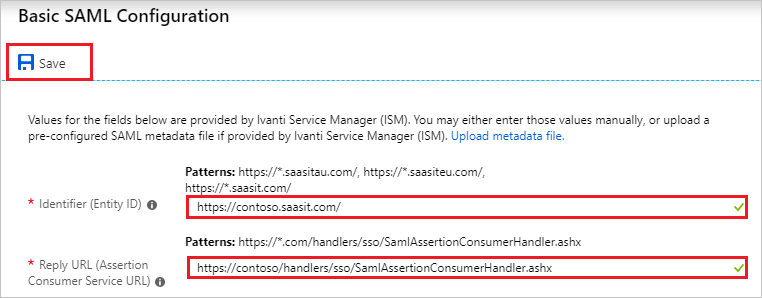 Basic SAML Configuration
Save
Values for the fields below are provided by Ivanti Service Manager (ISM). You may either enter those values manually, or upload a
pre-configured SAML metadata file if provided by Ivanti Service Manager (ISM). Upload metadata file.
Patterns: https://*.saasitau.com/, https://*.saasiteu.com/,
https://*.saasit.com/
* Identifier (Entity ID)
https://contoso.saasit.com/
Patterns: https://*.com/handlers/sso/SamlAssertionConsumerHandler.ashx
* Reply URL (Assertion
Consumer Service URL)
https://contoso/handlers/sso/SamlAssertionConsumerHandler.ashx